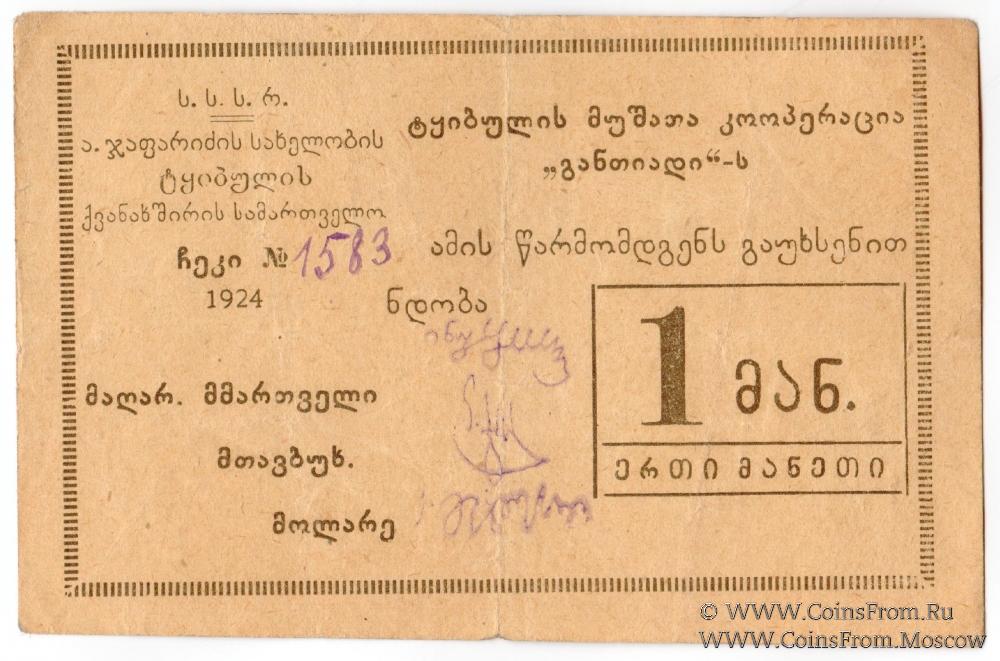 ს. ს. ს. რ.
ა. ჯაფარიძის სახელობის
ტყიბულის
ქვანახშირის სამართველო
ჩეკი № 1583
1924
ტყიბულის მუშათა კოოპერაცია
„განთიადი“-ს
ამის წარმომდგენს გაუხსენით
ნდობა
1 მან.
ერთი მანეთი
მაღარ. მმართველი
მთავბუხ.
მოლარე
© WWW.CoinsFrom.Ru
WWW.CoinsFrom.Moscow